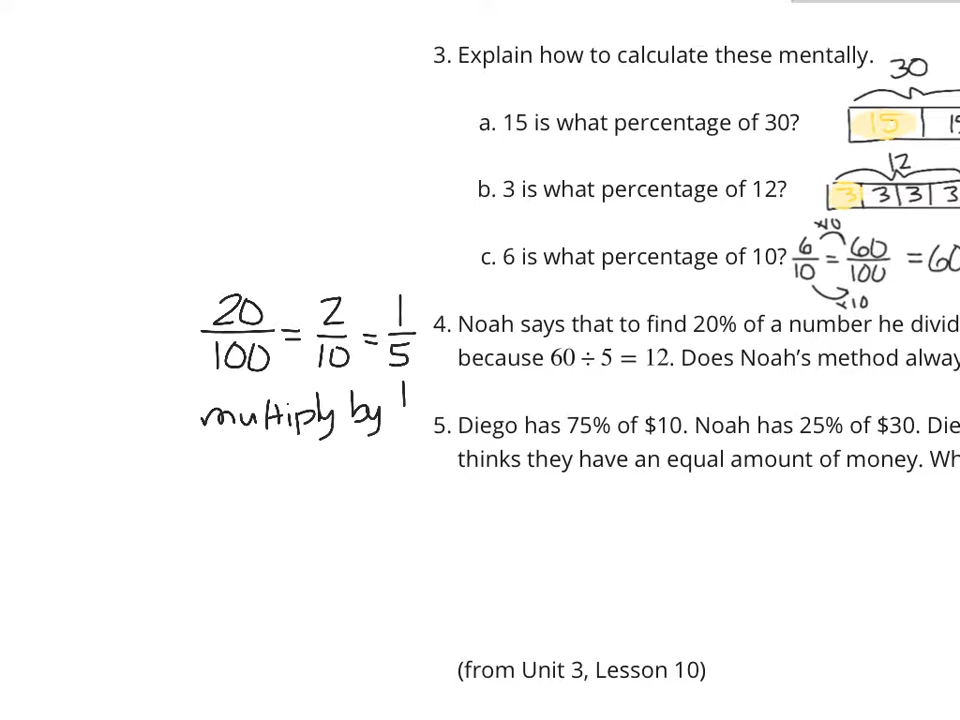 3. Explain how to calculate these mentally.
30
a. 15 is what percentage of 30?
15
12
b. 3 is what percentage of 12?
3 3 3 3
×10
c. 6 is what percentage of 10? 6/10 = 60/100 = 60
×10
20/100 = 2/10 = 1/5
multiply by 1
4. Noah says that to find 20% of a number he divid
because 60 ÷ 5 = 12. Does Noah's method alway
5. Diego has 75% of $10. Noah has 25% of $30. Die
thinks they have an equal amount of money. Wh
(from Unit 3, Lesson 10)